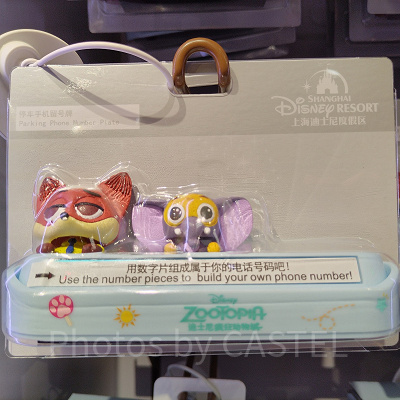 SHANGHAI
Disney RESORT
上海迪士尼度假区
停车手机号码牌
Parking Phone Number Plate
用数字片组成属于你的电话号码吧!
Use the number pieces to build your own phone number!
Disney
ZOOTOPIA
迪士尼疯狂动物城
Photos by CASTEL